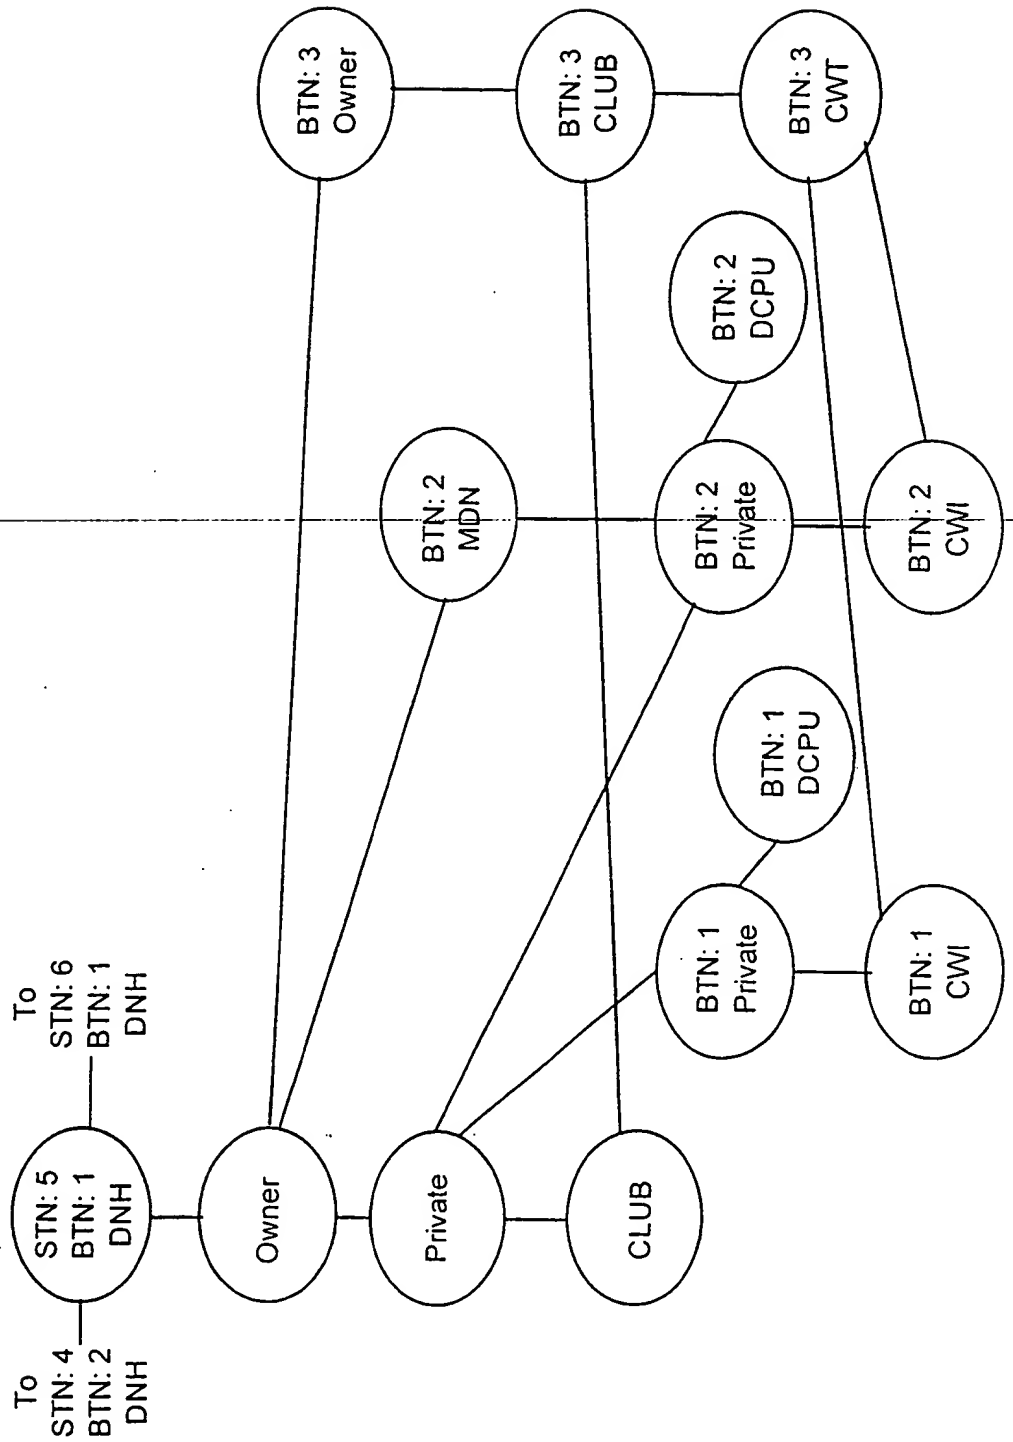 To
STN: 4
BTN: 2
DNH
STN: 5
BTN: 1
DNH
To
STN: 6
BTN: 1
DNH
Owner
BTN: 3
Owner
Private
BTN: 2
MDN
BTN: 3
CLUB
CLUB
BTN: 1
Private
BTN: 1
DCPU
BTN: 2
Private
BTN: 2
DCPU
BTN: 3
CWT
BTN: 1
CWI
BTN: 2
CWI